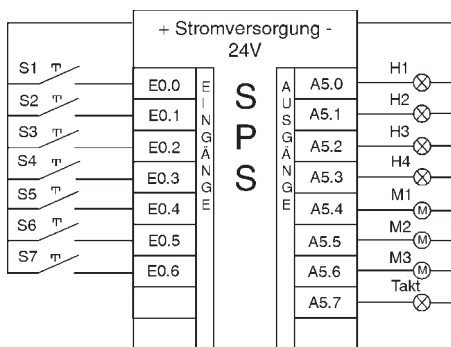 + Stromversorgung -
24V
S1 E0.0
S2 E0.1
S3 E0.2
S4 E0.3
S5 E0.4
S6 E0.5
S7 E0.6
EINGÄNGE
SPS
AUSGÄNGE
A5.0 H1
A5.1 H2
A5.2 H3
A5.3 H4
A5.4 M1 M
A5.5 M2 M
A5.6 M3 M
A5.7 Takt